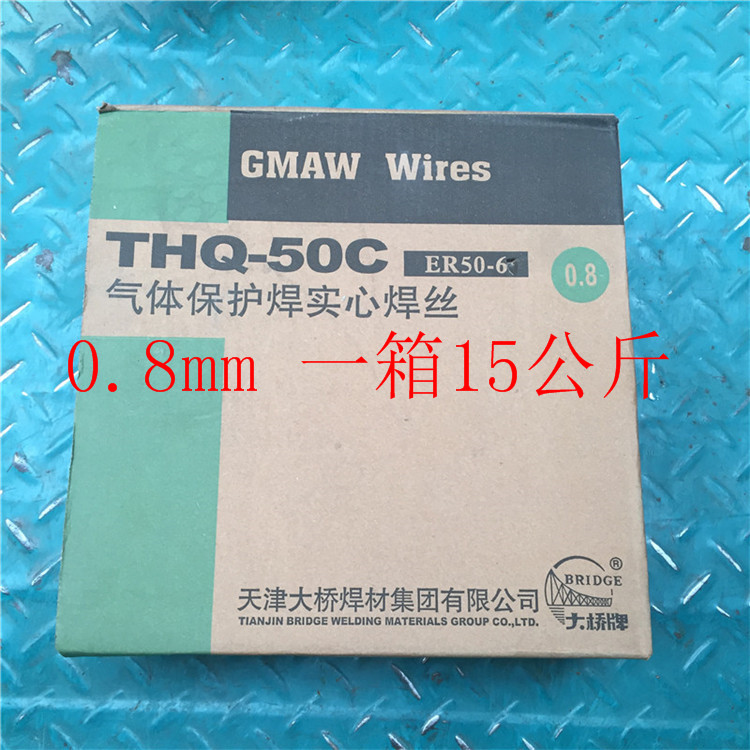 GMAW Wires
THQ-50C ER50-6
0.8
气体保护焊实心焊丝
0.8mm 一箱15公斤
BRIDGE ®
天津大桥焊材集团有限公司
TIANJIN BRIDGE WELDING MATERIALS GROUP CO.,LTD.
大桥牌